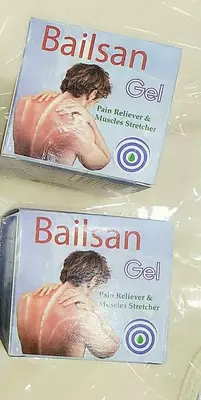 Bailsan
Gel
Pain Reliever &
Muscles Stretcher
Bailsan
Gel
Pain Reliever &
Muscles Stretcher